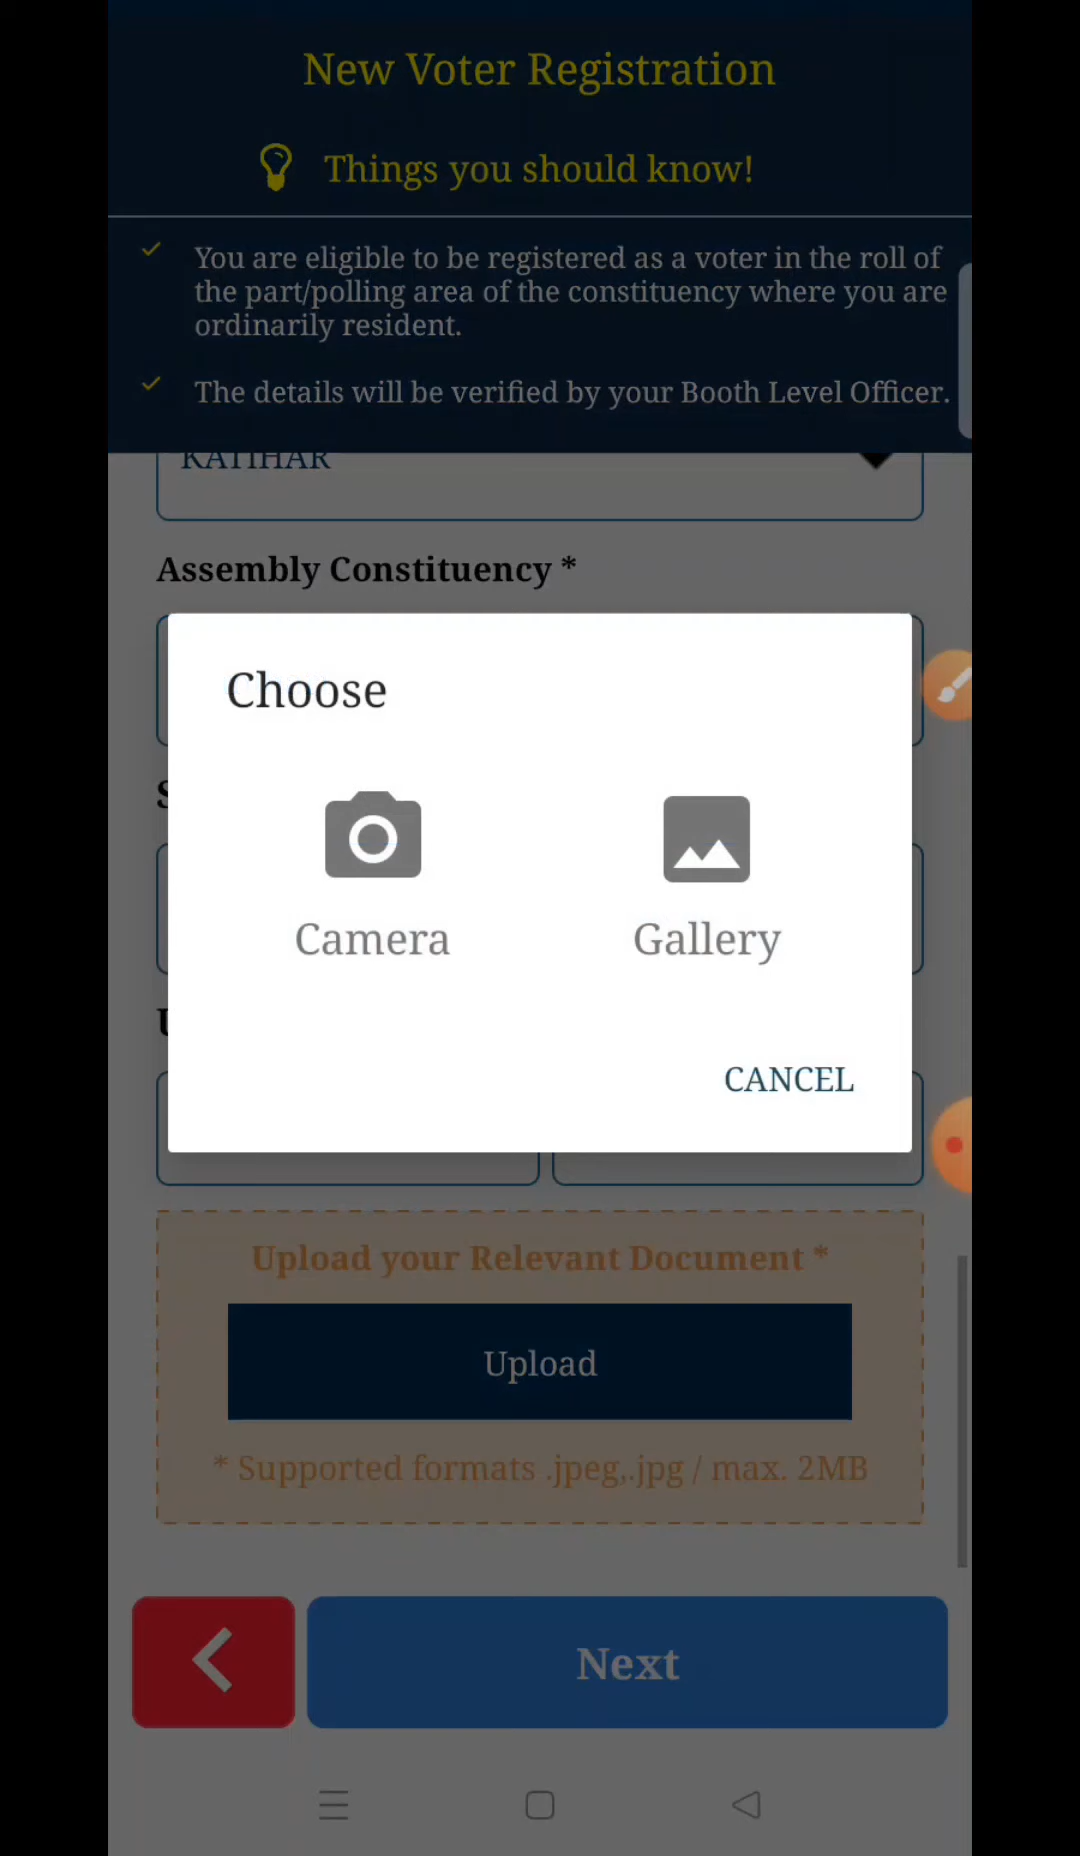 New Voter Registration
Things you should know!
You are eligible to be registered as a voter in the roll of
the part/polling area of the constituency where you are
ordinarily resident.
The details will be verified by your Booth Level Officer.
KATIHAR
Assembly Constituency *
Choose
Camera
Gallery
CANCEL
Upload your Relevant Document *
Upload
* Supported formats .jpeg,.jpg / max. 2MB
Next